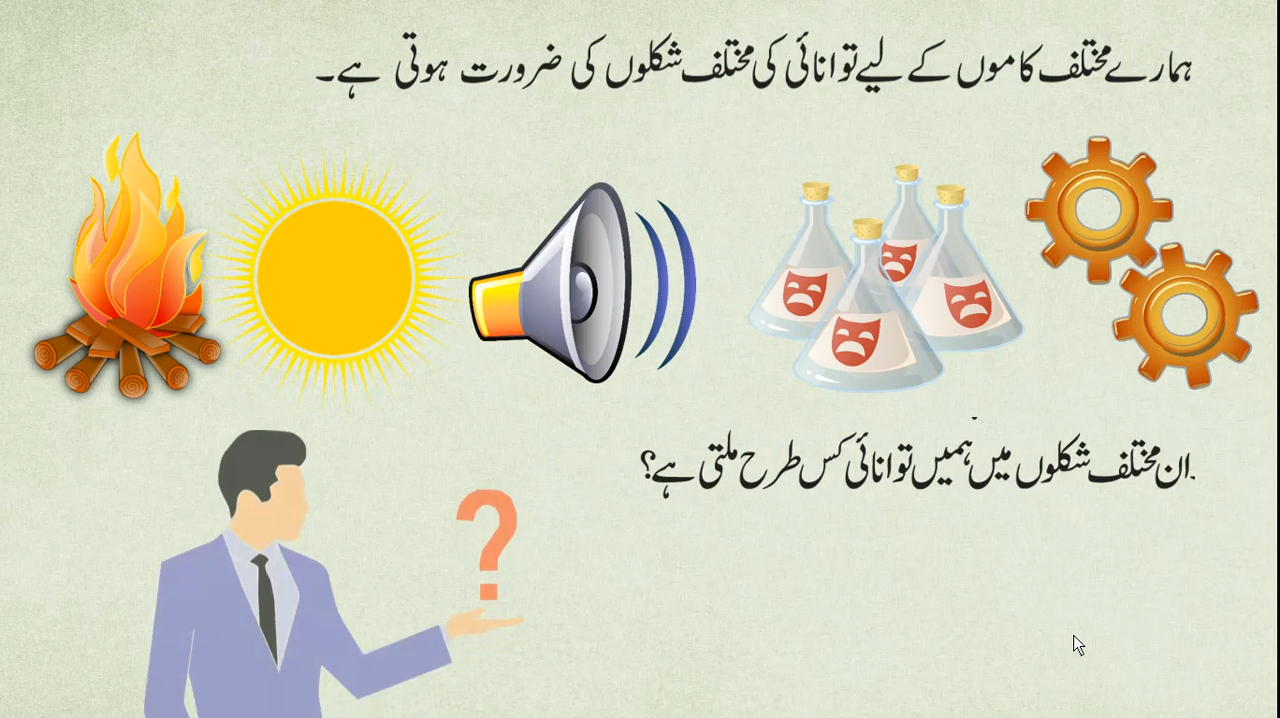 ہمارے مختلف کاموں کے لیے توانائی کی مختلف شکلوں کی ضرورت ہوتی ہے۔
ان مختلف شکلوں میں ہمیں توانائی کس طرح ملتی ہے؟
?